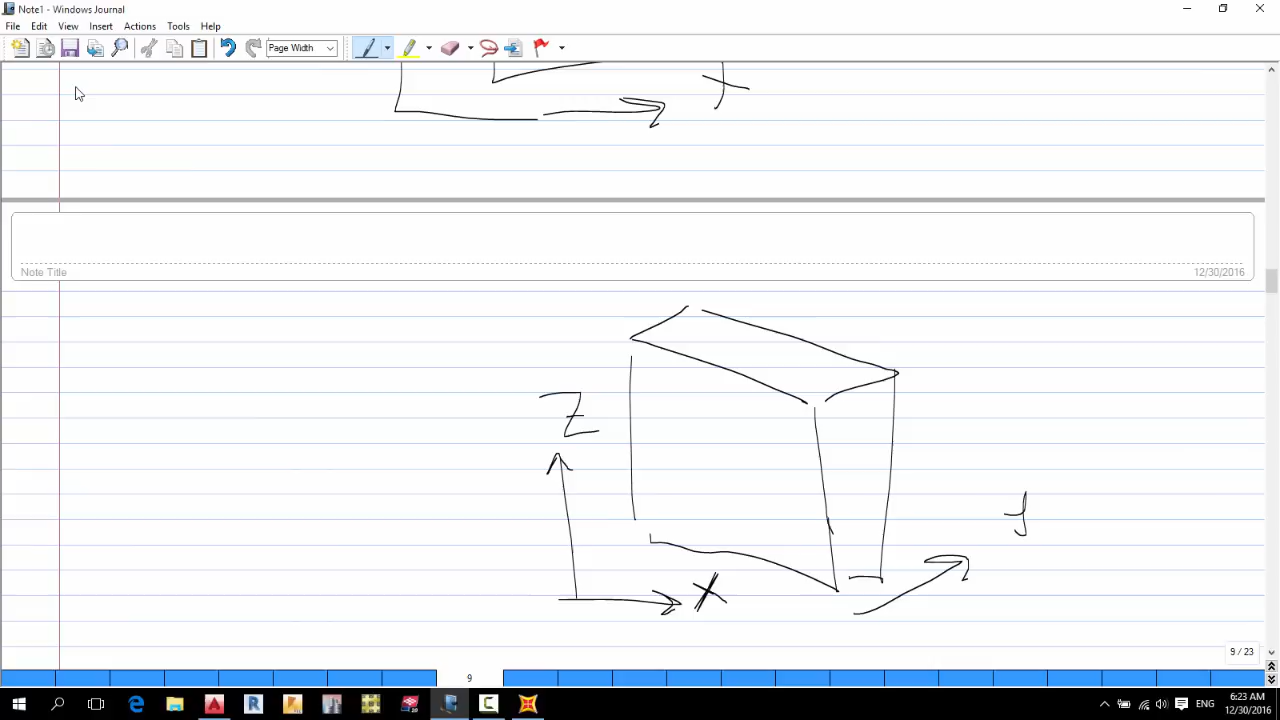 Note1 - Windows Journal
File Edit View Insert Actions Tools Help
Page Width
Note Title
12/30/2016
Z
y
X
9 / 23
9
ENG
6:23 AM
12/30/2016